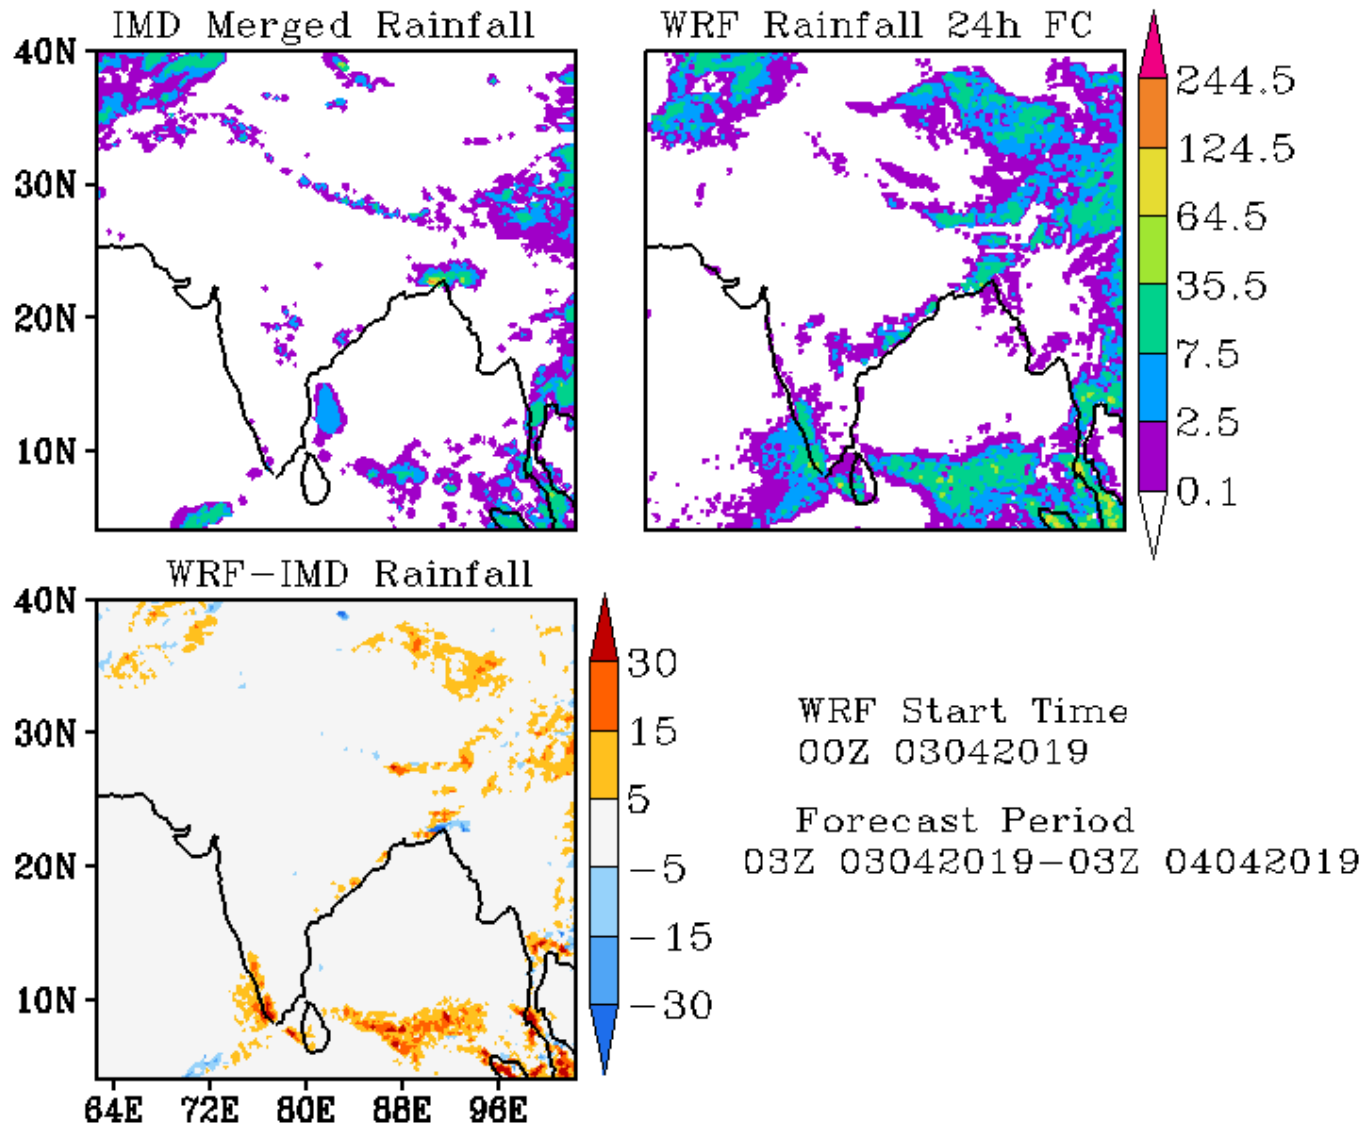 IMD Merged Rainfall
WRF Rainfall 24h FC
40N
30N
20N
10N
244.5
124.5
64.5
35.5
7.5
2.5
0.1
WRF-IMD Rainfall
40N
30N
20N
10N
64E 72E 80E 88E 96E
30
15
5
-5
-15
-30
WRF Start Time
00Z 03042019
Forecast Period
03Z 03042019-03Z 04042019